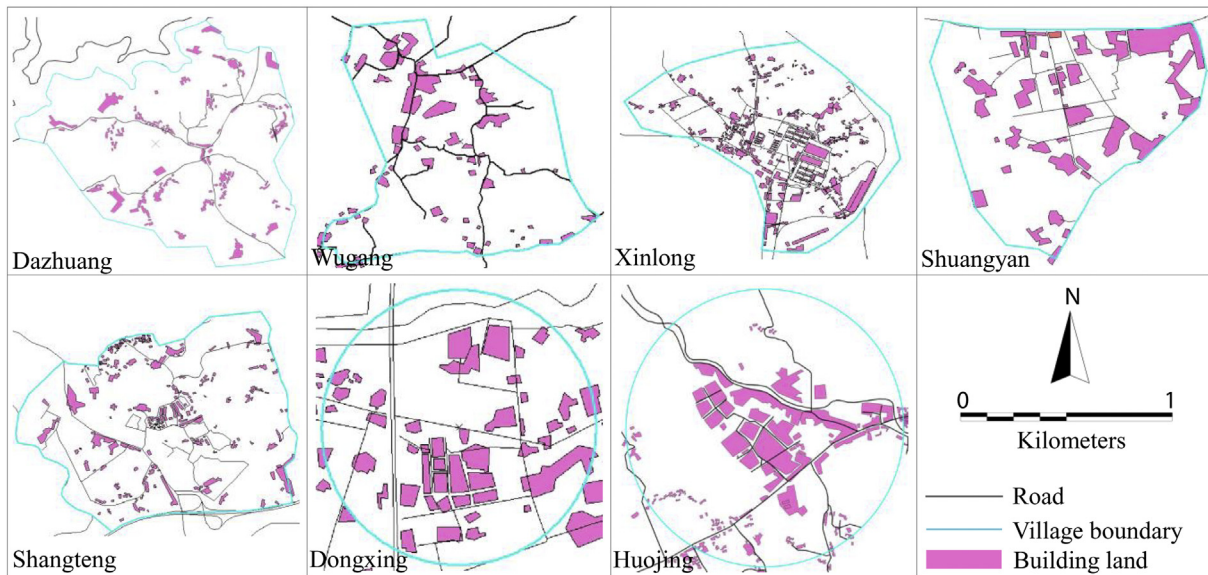 Dazhuang
Wugang
Xinlong
Shuangyan
Shangteng
Dongxing
Huojing
N
0 1
Kilometers
Road
Village boundary
Building land